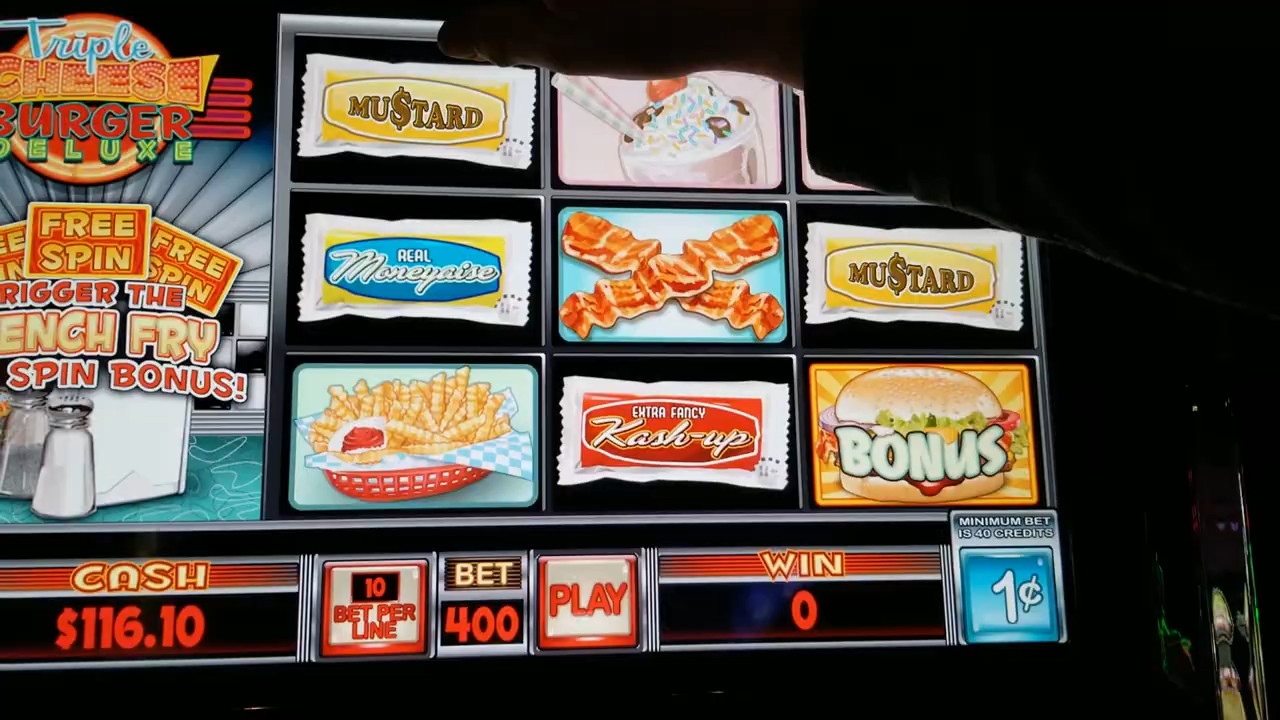 Triple
CHEESE
BURGER
DELUXE
FREE
SPIN
FREE
SPIN
RIGGER THE
ENCH FRY
SPIN BONUS!
MU$TARD
REAL
Moneynaise
MU$TARD
EXTRA FANCY
Kash-up
BONUS
MINIMUM BET
IS 40 CREDITS
CASH
$116.10
10
BET PER
LINE
BET
400
PLAY
WIN
0
1¢